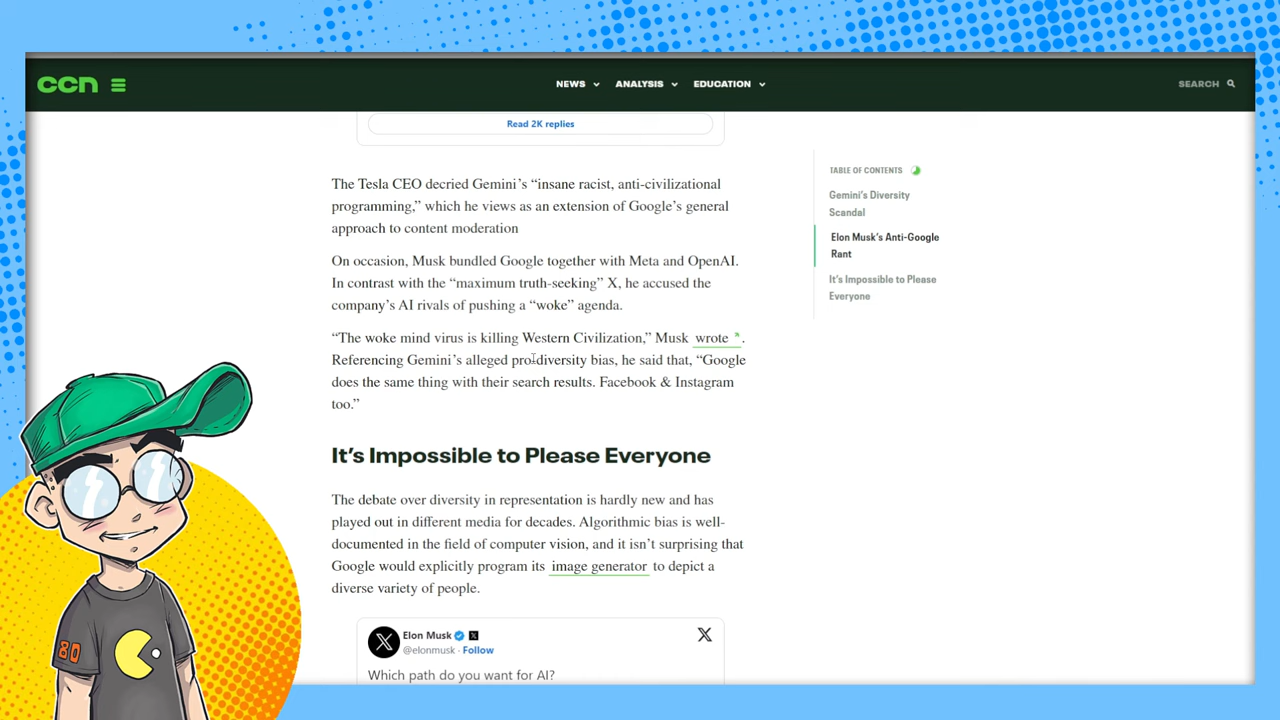 ccn
NEWS
ANALYSIS
EDUCATION
SEARCH
Read 2K replies
The Tesla CEO decried Gemini’s “insane racist, anti-civilizational
programming,” which he views as an extension of Google’s general
approach to content moderation
On occasion, Musk bundled Google together with Meta and OpenAI.
In contrast with the “maximum truth-seeking” X, he accused the
company’s AI rivals of pushing a “woke” agenda.
“The woke mind virus is killing Western Civilization,” Musk wrote.
Referencing Gemini’s alleged pro-diversity bias, he said that, “Google
does the same thing with their search results. Facebook & Instagram
too.”
It’s Impossible to Please Everyone
The debate over diversity in representation is hardly new and has
played out in different media for decades. Algorithmic bias is well-
documented in the field of computer vision, and it isn’t surprising that
Google would explicitly program its image generator to depict a
diverse variety of people.
Elon Musk
@elonmusk · Follow
Which path do you want for AI?
TABLE OF CONTENTS
Gemini’s Diversity
Scandal
Elon Musk’s Anti-Google
Rant
It’s Impossible to Please
Everyone
80